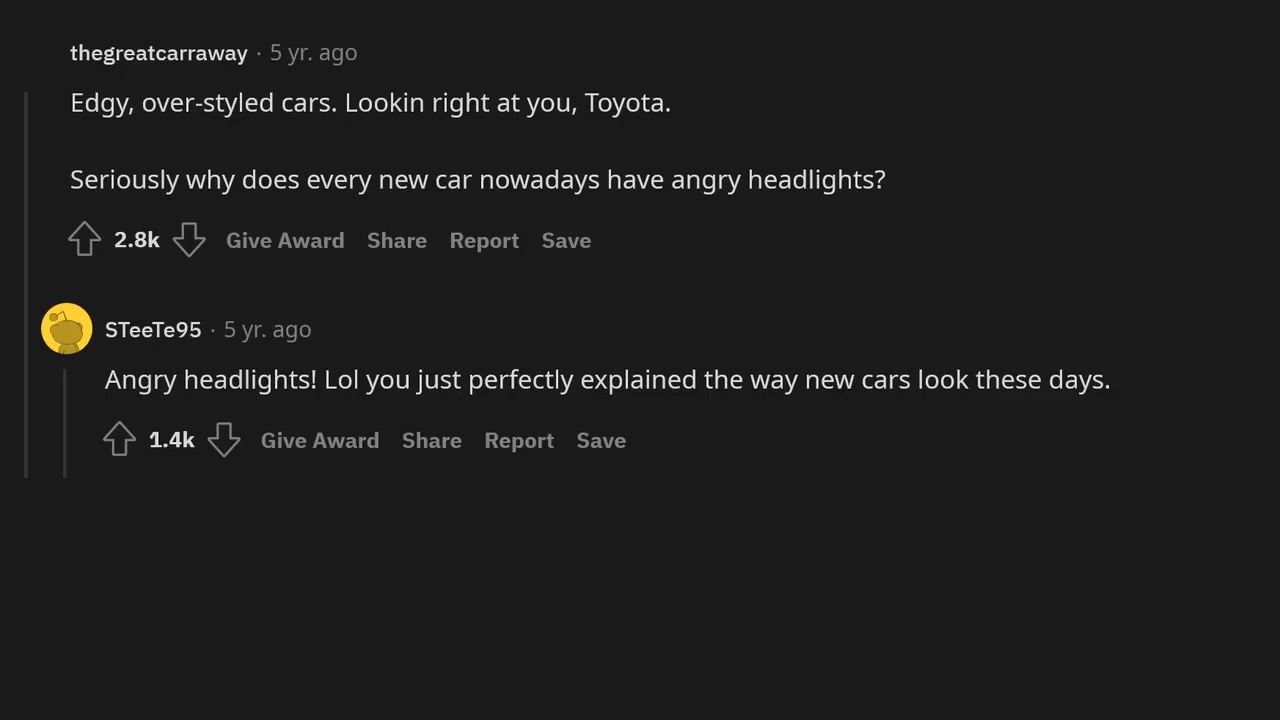 thegreatcarraway · 5 yr. ago
Edgy, over-styled cars. Lookin right at you, Toyota.
Seriously why does every new car nowadays have angry headlights?
2.8k Give Award Share Report Save
STeeTe95 · 5 yr. ago
Angry headlights! Lol you just perfectly explained the way new cars look these days.
1.4k Give Award Share Report Save